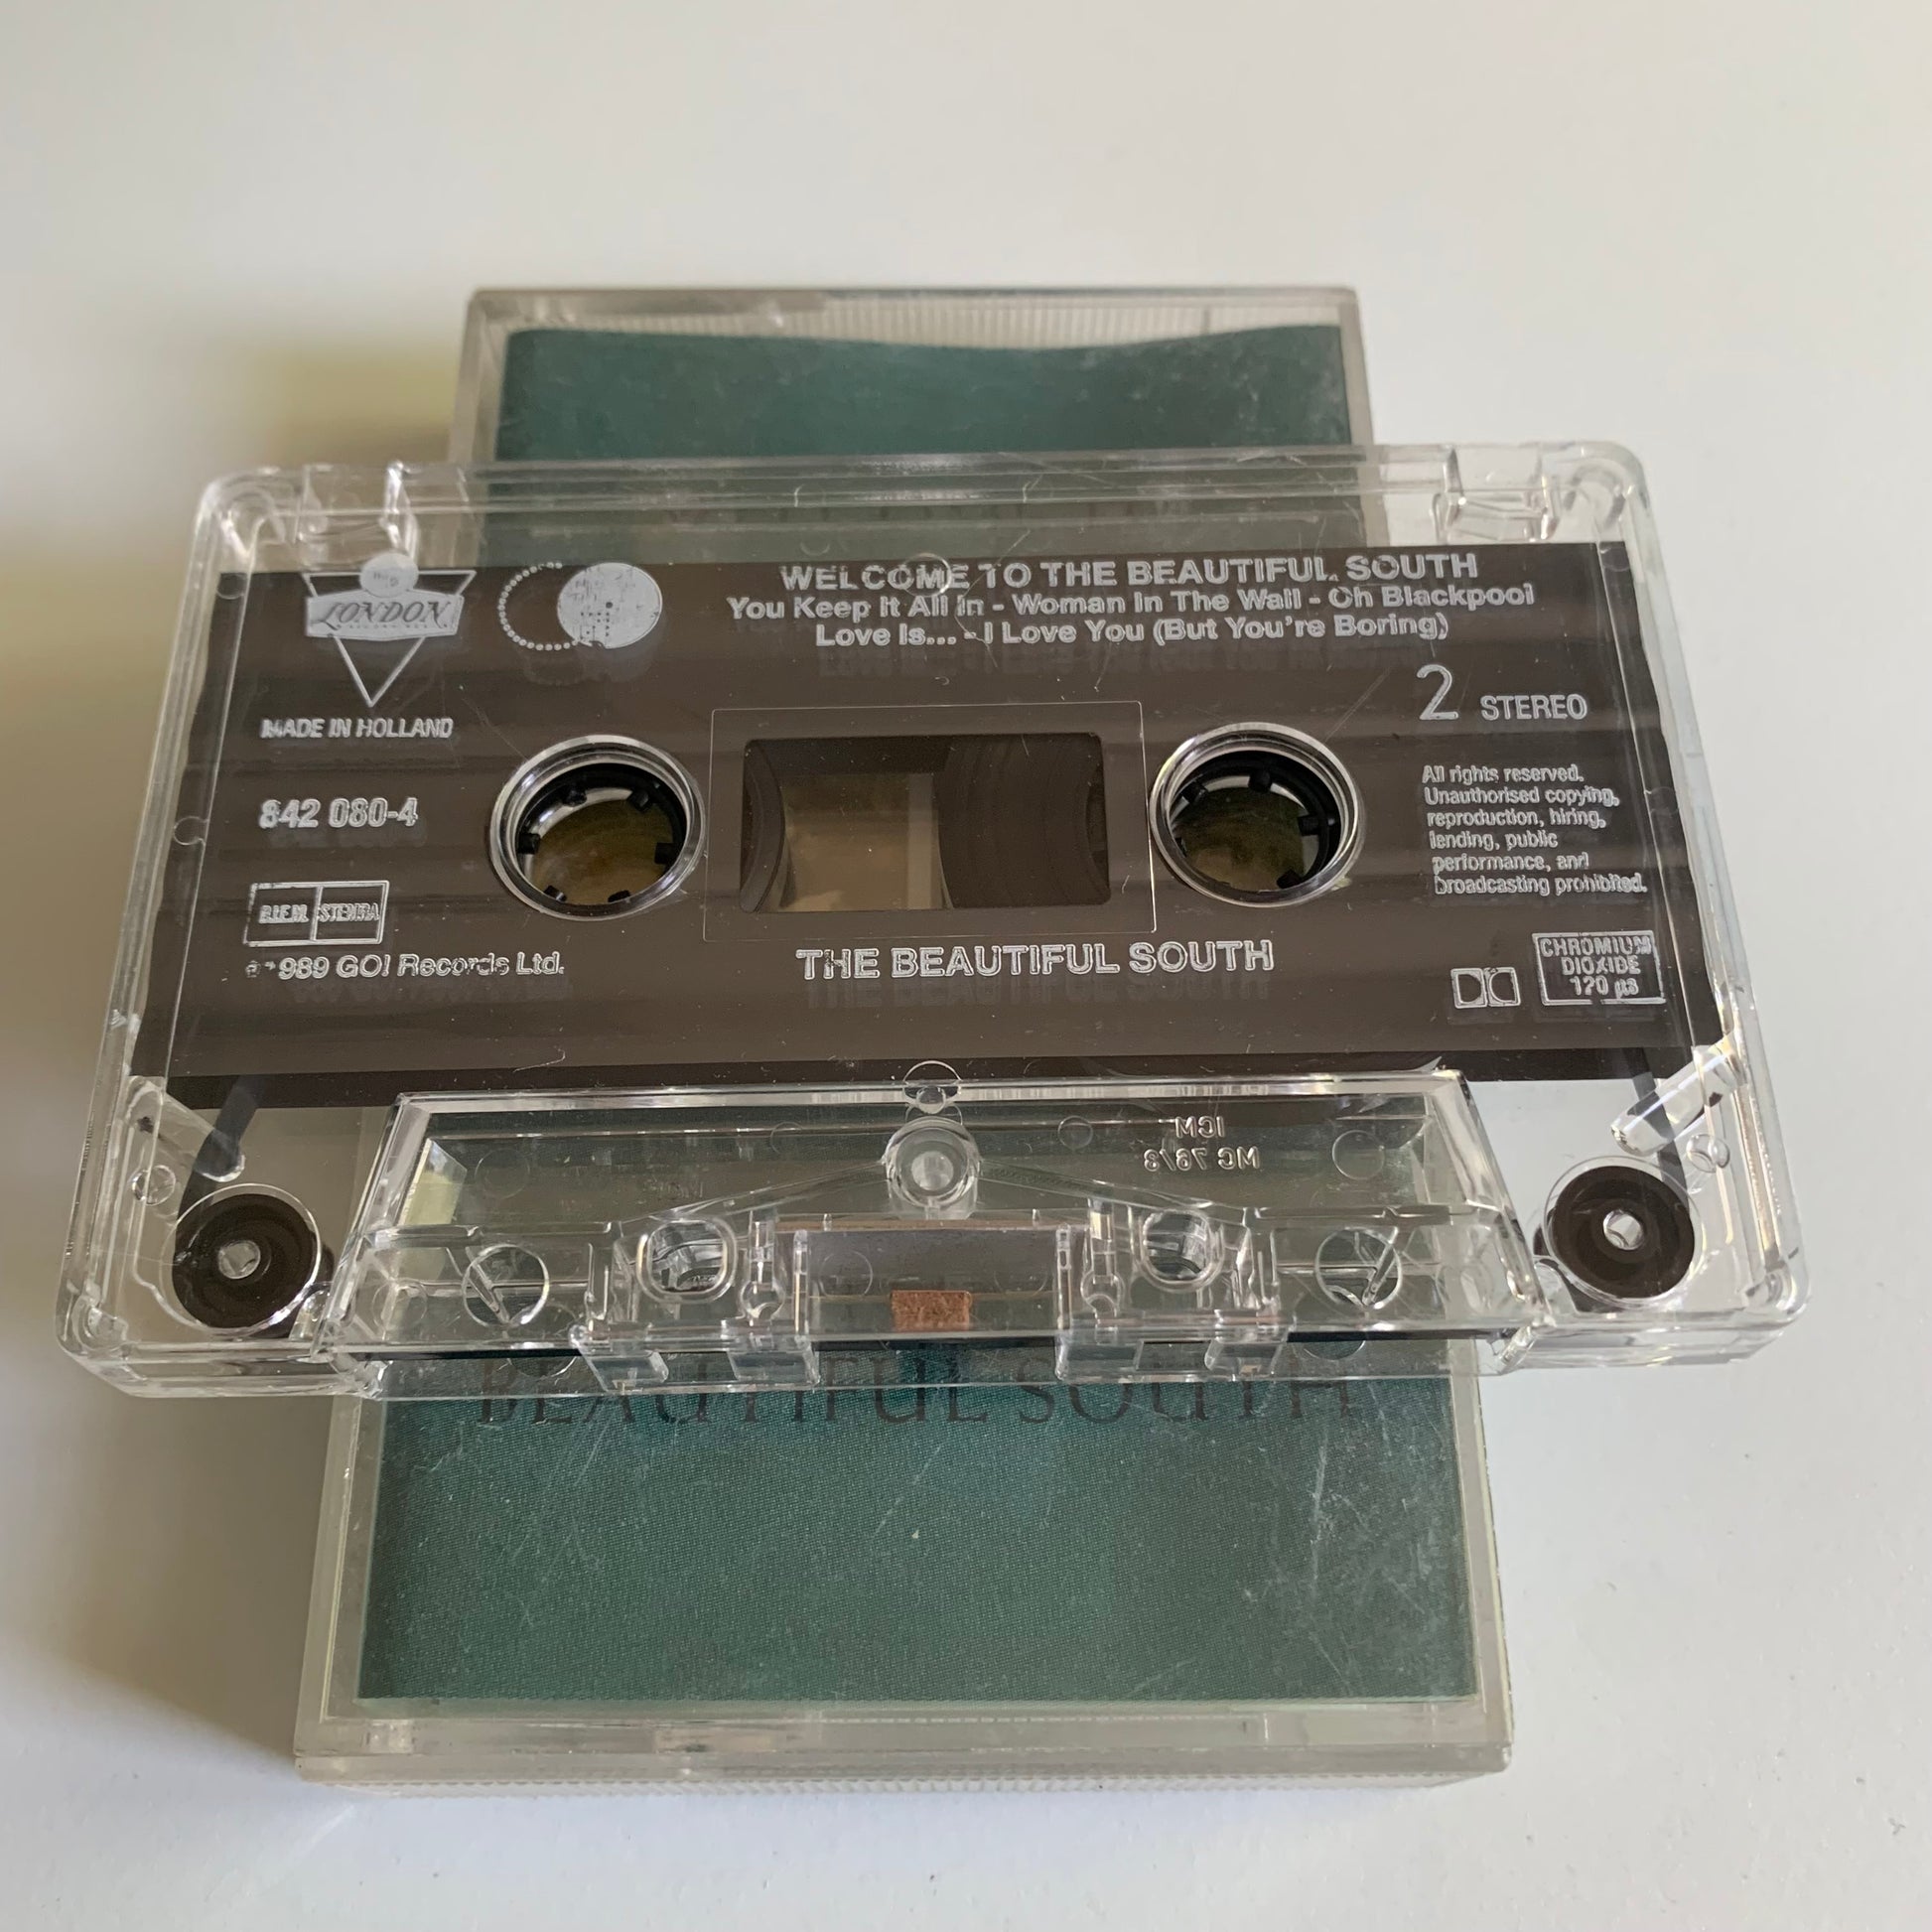 WELCOME TO THE BEAUTIFUL SOUTH
You Keep It All In - Woman In The Wall - Oh Blackpool
Love Is... - I Love You (But You're Boring)
LONDON
2 STEREO
MADE IN HOLLAND
842 080-4
All rights reserved.
Unauthorised copying,
reproduction, hiring,
lending, public
performance, and
broadcasting prohibited.
B.I.E.M. STEMRA
989 GO! Records Ltd.
THE BEAUTIFUL SOUTH
CHROMIUM
DIOXIDE
120 µs
ICM
MC 76/3
BEAUTIFUL SOUTH